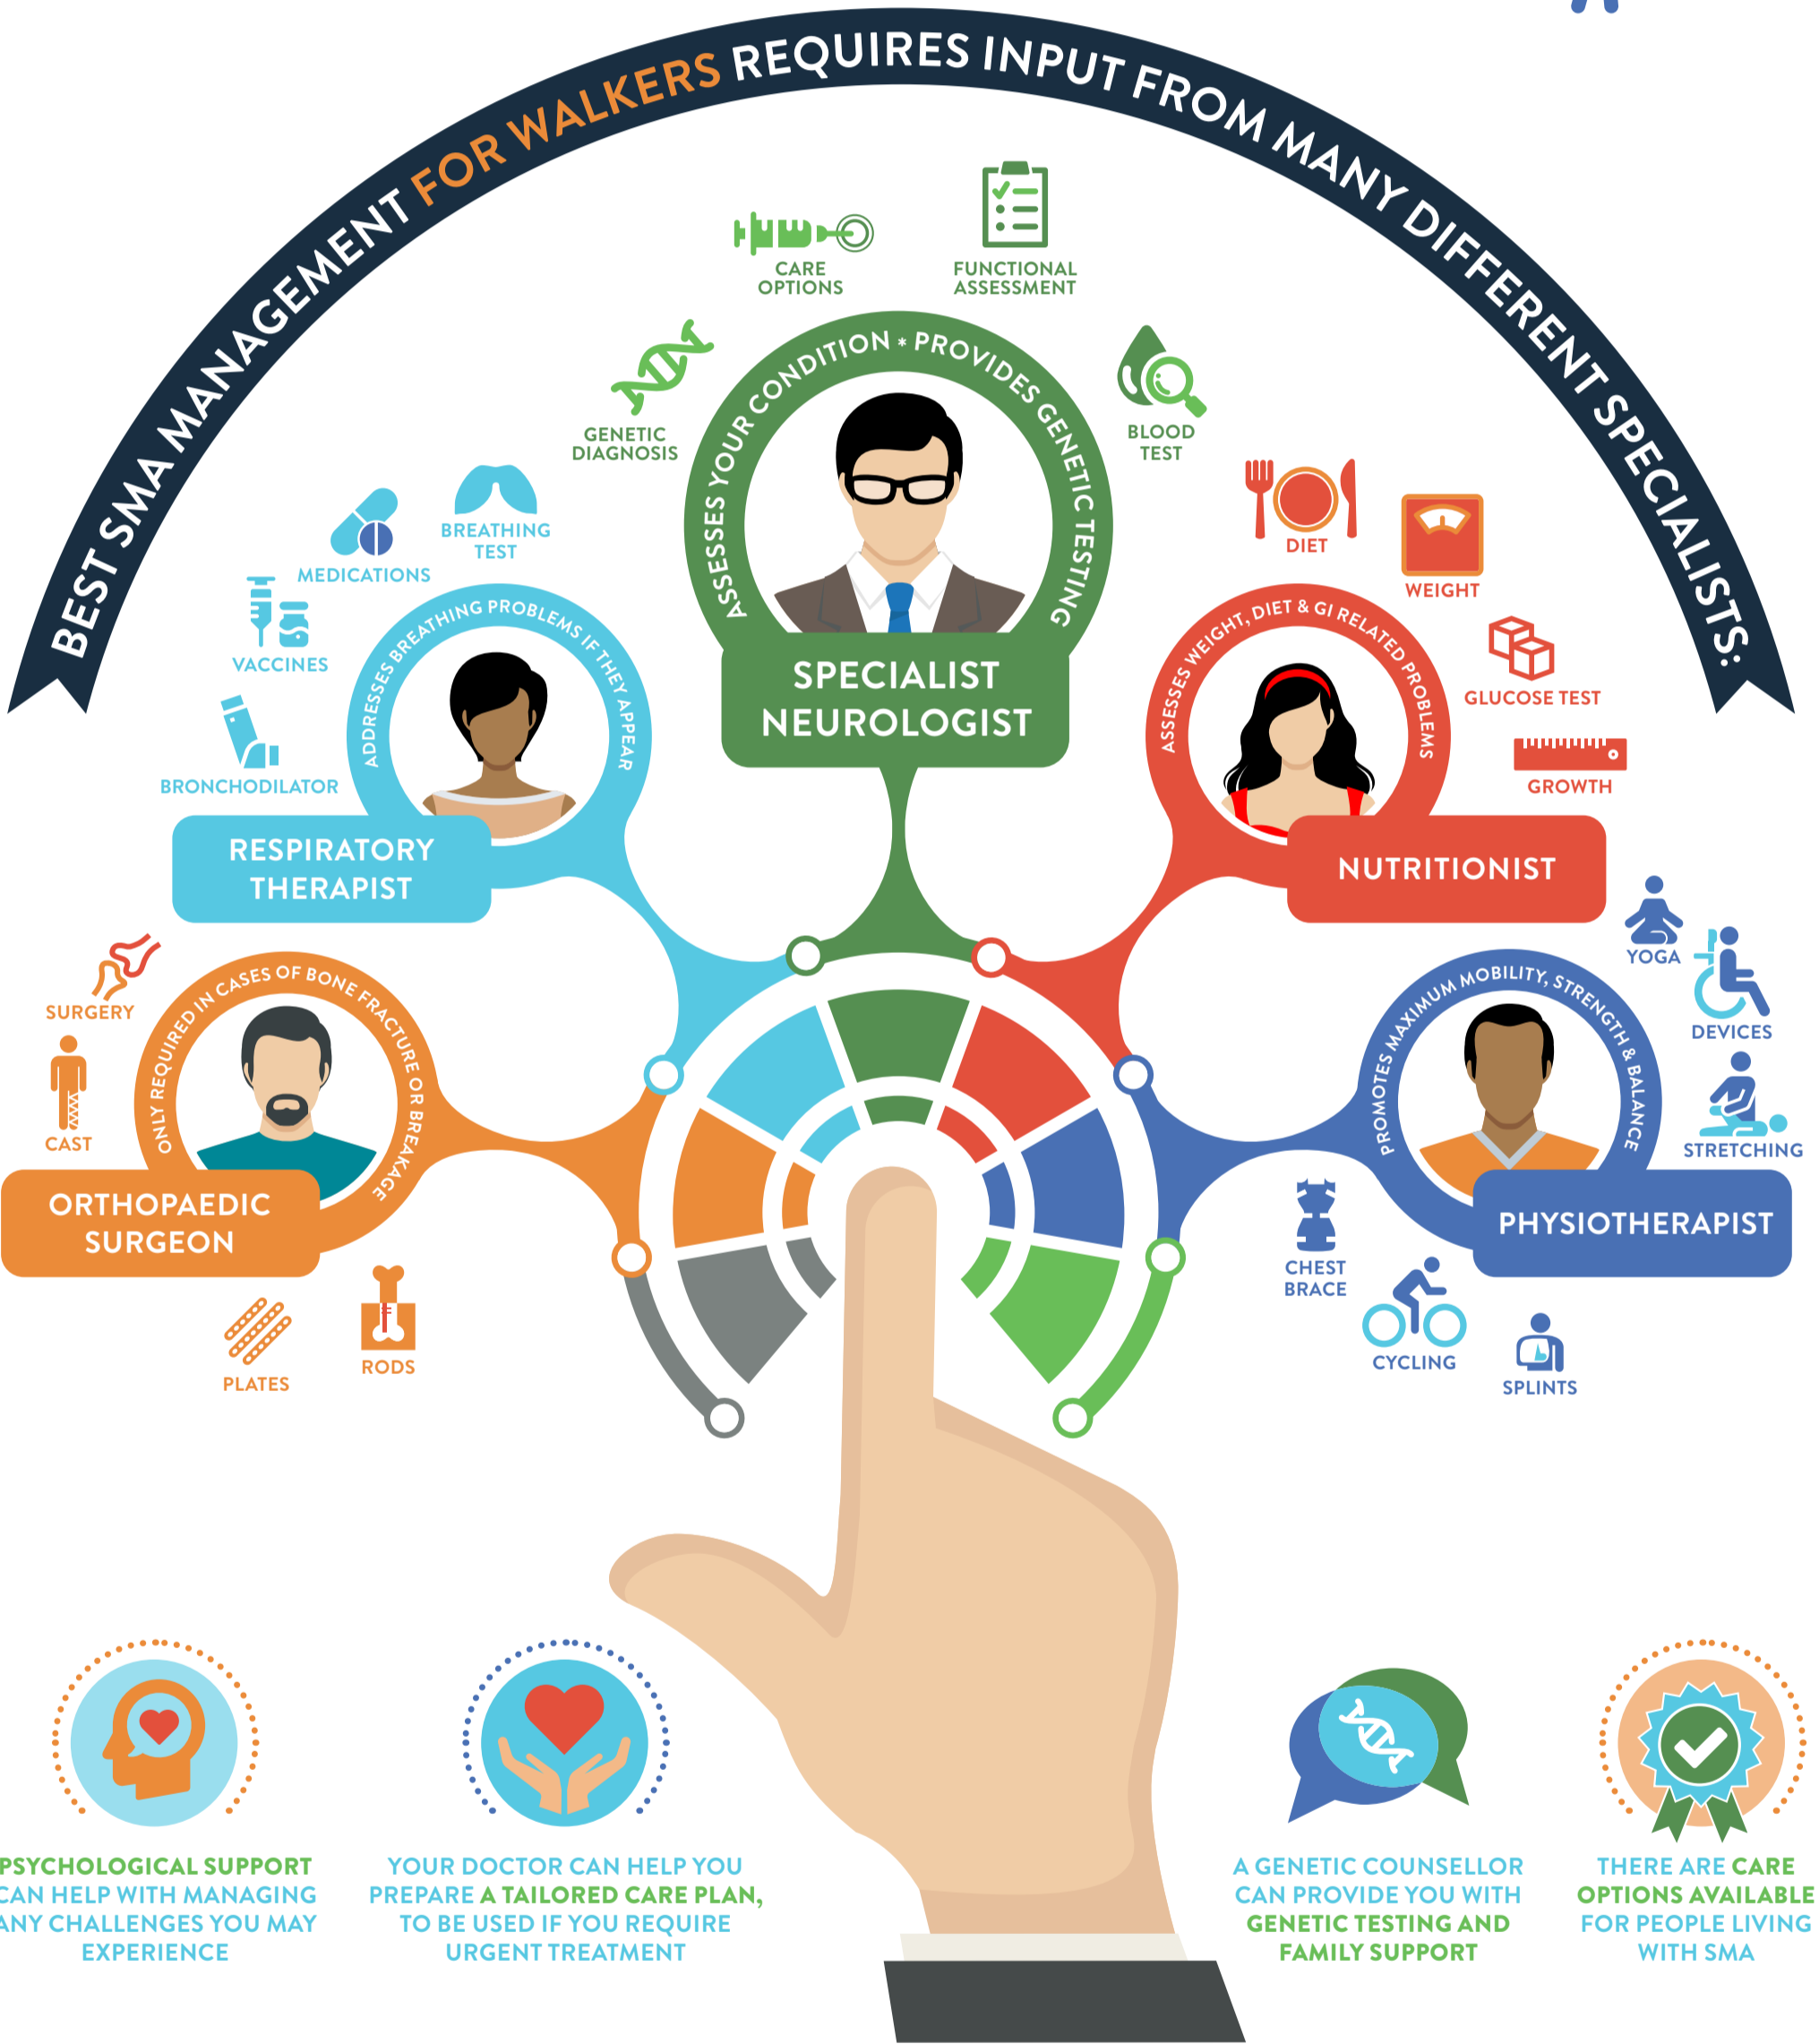 BEST SMA MANAGEMENT FOR WALKERS REQUIRES INPUT FROM MANY DIFFERENT SPECIALISTS:
CARE
OPTIONS
FUNCTIONAL
ASSESSMENT
GENETIC
DIAGNOSIS
BLOOD
TEST
ASSESSES YOUR CONDITION * PROVIDES GENETIC TESTING
SPECIALIST
NEUROLOGIST
BREATHING
TEST
MEDICATIONS
VACCINES
BRONCHODILATOR
ADDRESSES BREATHING PROBLEMS IF THEY APPEAR
RESPIRATORY
THERAPIST
DIET
WEIGHT
GLUCOSE TEST
GROWTH
ASSESSES WEIGHT, DIET & GI RELATED PROBLEMS
NUTRITIONIST
SURGERY
CAST
ONLY REQUIRED IN CASES OF BONE FRACTURE OR BREAKAGE
ORTHOPAEDIC
SURGEON
PLATES
RODS
YOGA
DEVICES
STRETCHING
PROMOTES MAXIMUM MOBILITY, STRENGTH & BALANCE
PHYSIOTHERAPIST
CHEST
BRACE
CYCLING
SPLINTS
PSYCHOLOGICAL SUPPORT
CAN HELP WITH MANAGING
ANY CHALLENGES YOU MAY
EXPERIENCE
YOUR DOCTOR CAN HELP YOU
PREPARE A TAILORED CARE PLAN,
TO BE USED IF YOU REQUIRE
URGENT TREATMENT
A GENETIC COUNSELLOR
CAN PROVIDE YOU WITH
GENETIC TESTING AND
FAMILY SUPPORT
THERE ARE CARE
OPTIONS AVAILABLE
FOR PEOPLE LIVING
WITH SMA